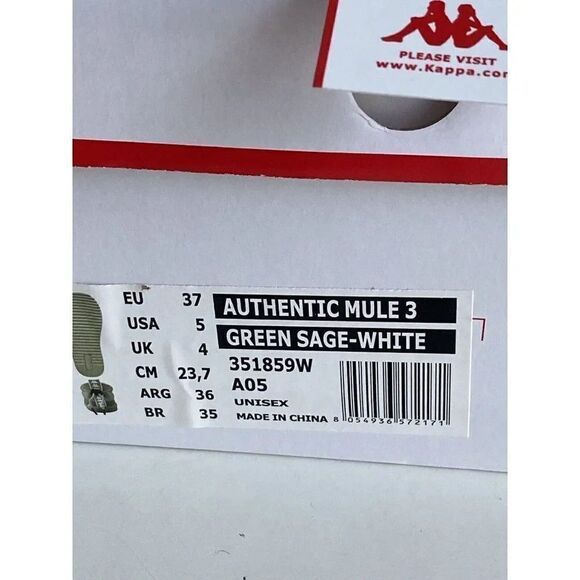 PLEASE VISIT
www.Kappa.com
EU 37
USA 5
UK 4
CM 23,7
ARG 36
BR 35
AUTHENTIC MULE 3
GREEN SAGE-WHITE
351859W
A05
UNISEX
MADE IN CHINA
8 054936 572171